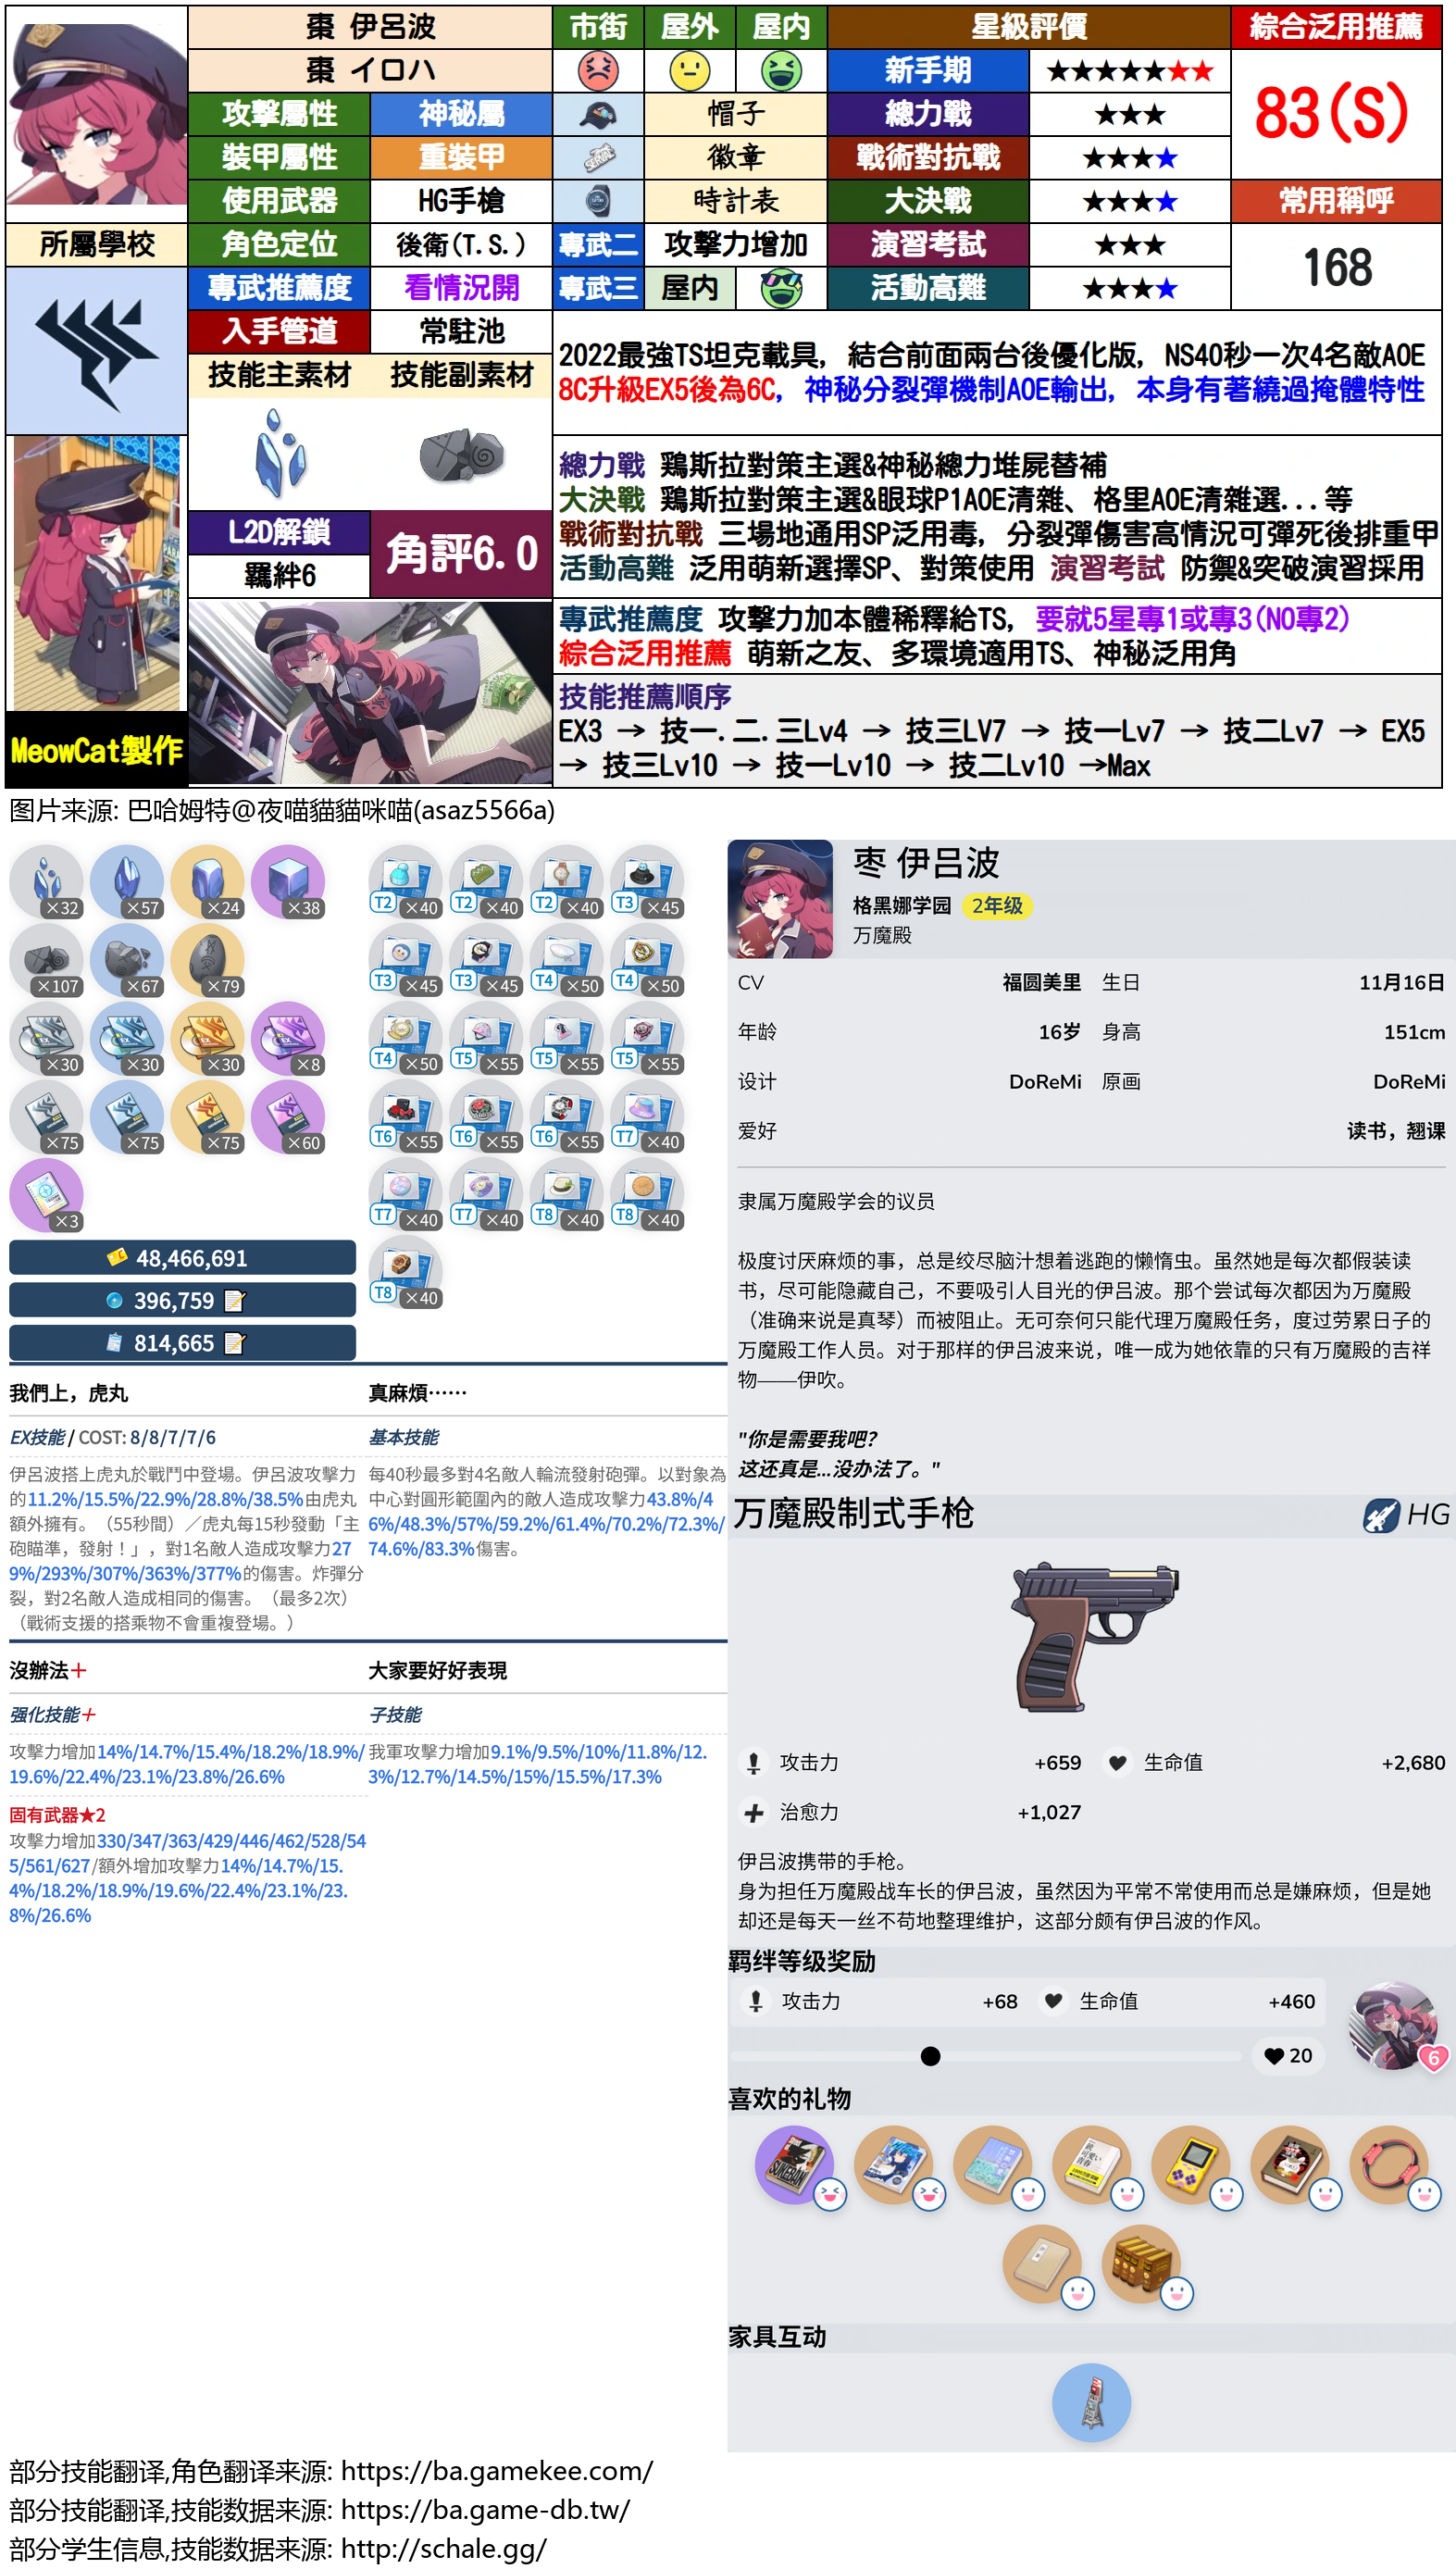 棗 伊呂波
市街 屋外 屋內
星級評價
綜合泛用推薦
棗 イロハ
新手期 ★★★★★★★
83(S)
攻擊屬性 神秘屬
帽子
總力戰 ★★★
裝甲屬性 重裝甲
徽章
戰術對抗戰 ★★★★
使用武器 HG手槍
時計表
大決戰 ★★★★
常用稱呼
所屬學校
角色定位 後衛(T.S.)
專武二 攻擊力增加
演習考試 ★★★
168
專武推薦度 看情況開
專武三 屋內
活動高難 ★★★★
入手管道 常駐池
技能主素材 技能副素材
2022最強TS坦克載具, 結合前面兩台後優化版, NS40秒一次4名敵AOE
8C升級EX5後為6C, 神秘分裂彈機制AOE輸出, 本身有著繞過掩體特性
總力戰 鶏斯拉對策主選&神秘總力堆屍替補
大決戰 鶏斯拉對策主選&眼球P1AOE清雜、格里AOE清雜選...等
戰術對抗戰 三場地通用SP泛用毒, 分裂彈傷害高情況可彈死後排重甲
活動高難 泛用萌新選擇SP、對策使用 演習考試 防禦&突破演習採用
L2D解鎖
羈絆6
角評6.0
專武推薦度 攻擊力加本體稀釋給TS, 要就5星專1或專3(NO專2)
綜合泛用推薦 萌新之友、多環境適用TS、神秘泛用角
技能推薦順序
EX3 → 技一.二.三Lv4 → 技三LV7 → 技一Lv7 → 技二Lv7 → EX5
→ 技三Lv10 → 技一Lv10 → 技二Lv10 →Max
MeowCat製作
图片来源: 巴哈姆特@夜喵貓貓咪喵(asaz5566a)
×32 ×57 ×24 ×38
×107 ×67 ×79
×30 ×30 ×30 ×8
×75 ×75 ×75 ×60
×3
48,466,691
396,759
814,665
T2 ×40 T2 ×40 T2 ×40 T3 ×45
T3 ×45 T3 ×45 T4 ×50 T4 ×50
T4 ×50 T5 ×55 T5 ×55 T5 ×55
T6 ×55 T6 ×55 T6 ×55 T7 ×40
T7 ×40 T7 ×40 T8 ×40 T8 ×40
T8 ×40
我們上，虎丸
EX技能 / COST: 8/8/7/7/6
伊呂波搭上虎丸於戰鬥中登場。伊呂波攻擊力
的11.2%/15.5%/22.9%/28.8%/38.5%由虎丸
額外擁有。（55秒間）／虎丸每15秒發動「主
砲瞄準，發射！」，對1名敵人造成攻擊力27
9%/293%/307%/363%/377%的傷害。炸彈分
裂，對2名敵人造成相同的傷害。（最多2次）
（戰術支援的搭乘物不會重複登場。）
真麻煩⋯⋯
基本技能
每40秒最多對4名敵人輪流發射砲彈。以對象為
中心對圓形範圍內的敵人造成攻擊力43.8%/4
6%/48.3%/57%/59.2%/61.4%/70.2%/72.3%/
74.6%/83.3%傷害。
沒辦法+
强化技能+
攻擊力增加14%/14.7%/15.4%/18.2%/18.9%/
19.6%/22.4%/23.1%/23.8%/26.6%
固有武器★2
攻擊力增加330/347/363/429/446/462/528/54
5/561/627/額外增加攻擊力14%/14.7%/15.
4%/18.2%/18.9%/19.6%/22.4%/23.1%/23.
8%/26.6%
大家要好好表現
子技能
我軍攻擊力增加9.1%/9.5%/10%/11.8%/12.
3%/12.7%/14.5%/15%/15.5%/17.3%
枣 伊吕波
格黑娜学园 2年级
万魔殿
CV 福圆美里 生日 11月16日
年龄 16岁 身高 151cm
设计 DoReMi 原画 DoReMi
爱好 读书，翘课
隶属万魔殿学会的议员
极度讨厌麻烦的事，总是绞尽脑汁想着逃跑的懒惰虫。虽然她是每次都假装读
书，尽可能隐藏自己，不要吸引人目光的伊吕波。那个尝试每次都因为万魔殿
（准确来说是真琴）而被阻止。无可奈何只能代理万魔殿任务，度过劳累日子的
万魔殿工作人员。对于那样的伊吕波来说，唯一成为她依靠的只有万魔殿的吉祥
物——伊吹。
"你是需要我吧？
这还真是...没办法了。"
万魔殿制式手枪 HG
攻击力 +659 生命值 +2,680
治愈力 +1,027
伊吕波携带的手枪。
身为担任万魔殿战车长的伊吕波，虽然因为平常不常使用而总是嫌麻烦，但是她
却还是每天一丝不苟地整理维护，这部分颇有伊吕波的作风。
羁绊等级奖励
攻击力 +68 生命值 +460
20
6
喜欢的礼物
SUKEBAN
家具互动
部分技能翻译,角色翻译来源: https://ba.gamekee.com/
部分技能翻译,技能数据来源: https://ba.game-db.tw/
部分学生信息,技能数据来源: http://schale.gg/